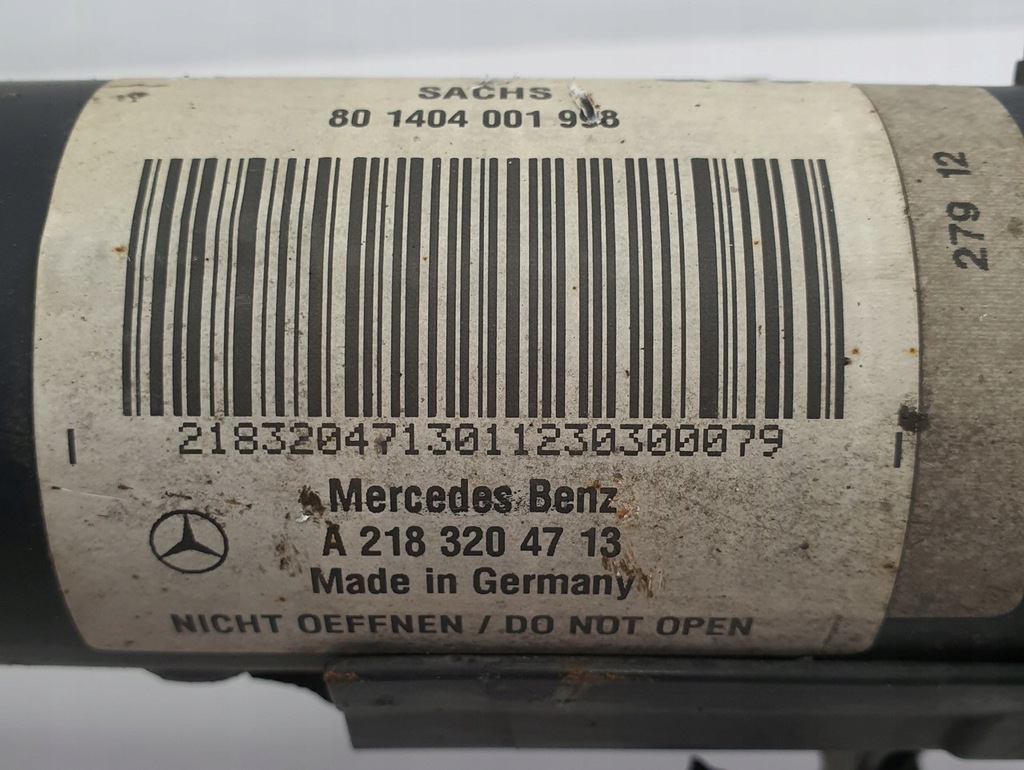 SACHS
80 1404 001 998
279 12
2183204713011230300079
Mercedes Benz
A 218 320 47 13
Made in Germany
NICHT OEFFNEN / DO NOT OPEN